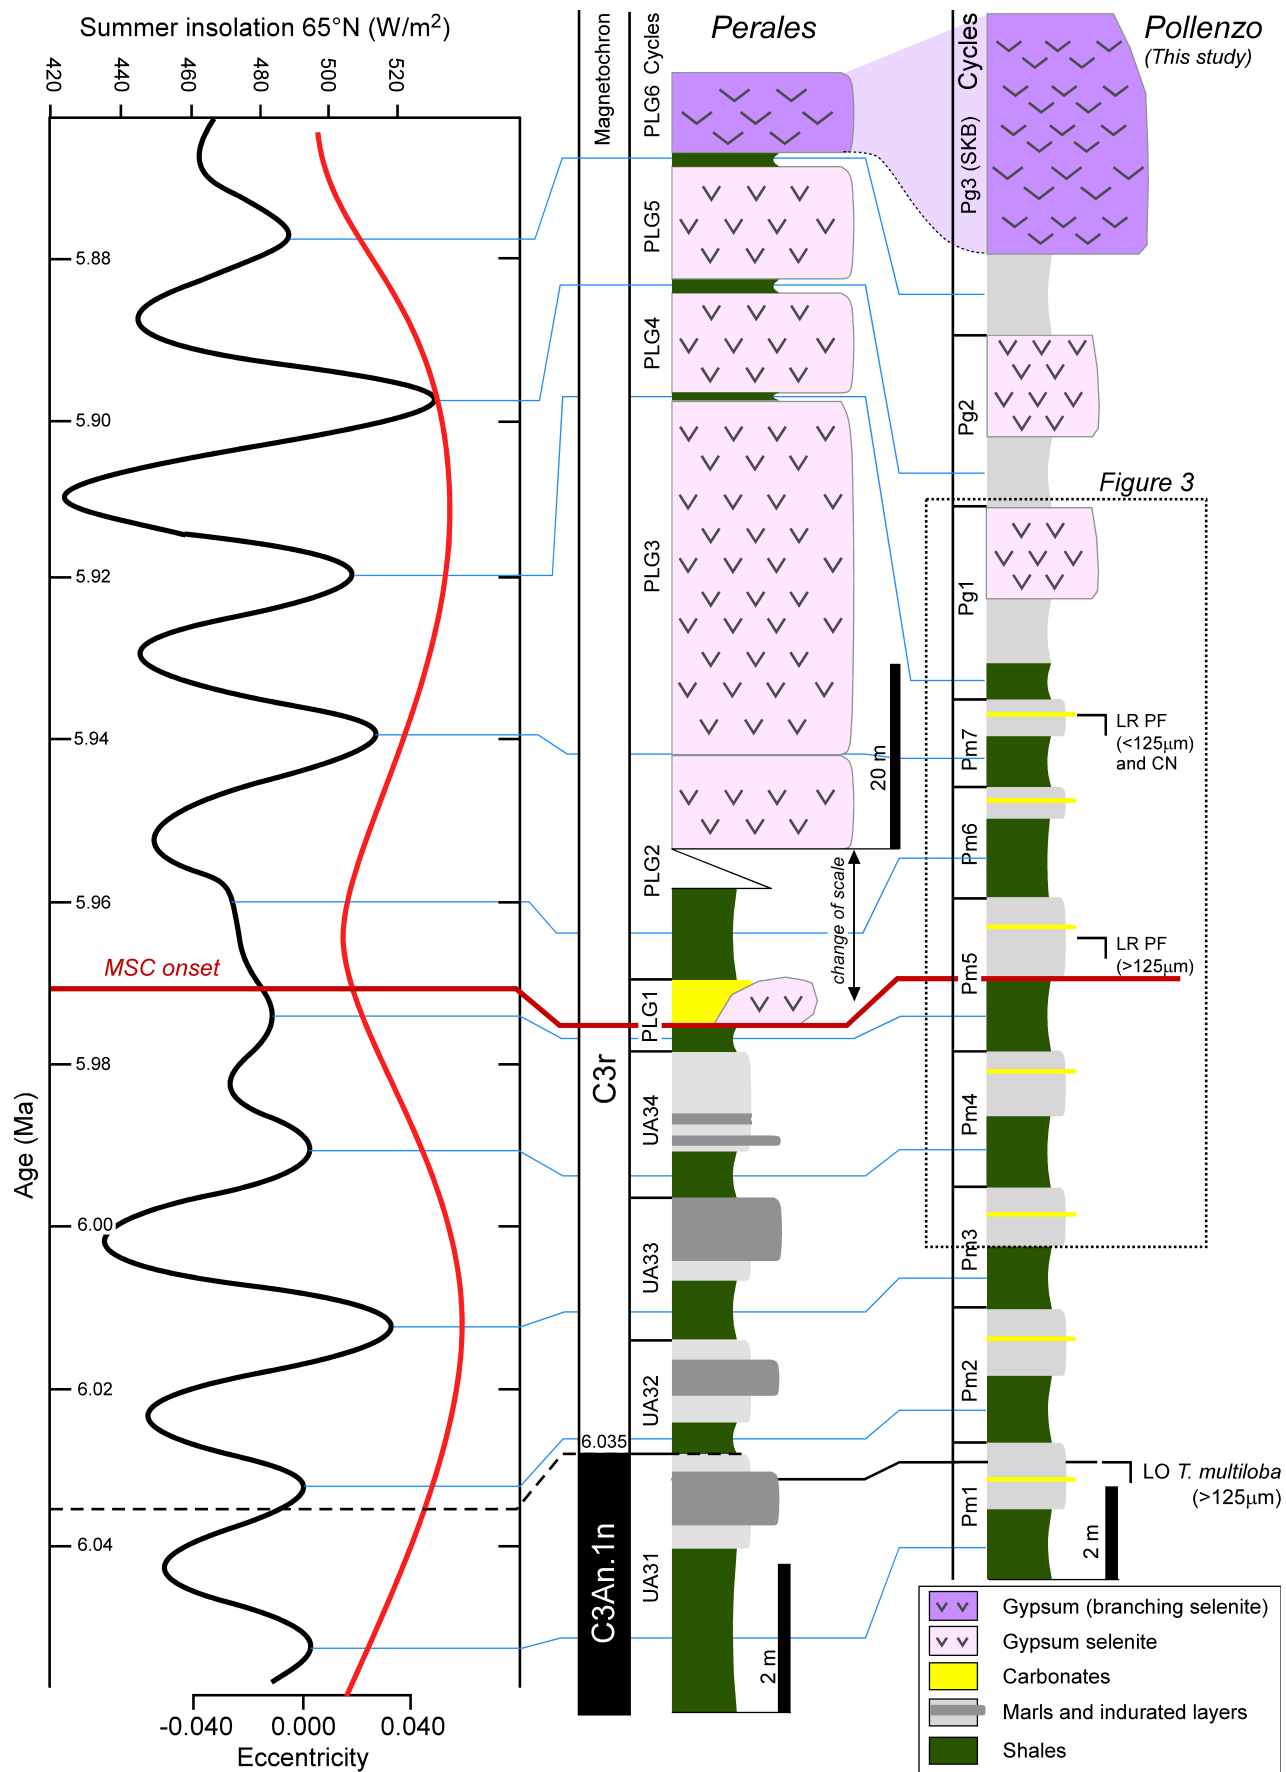 Summer insolation 65°N (W/m²)
420
440
460
480
500
520
Magnetochron
Cycles
Perales
Cycles
Pollenzo
(This study)
PLG6
PLG5
PLG4
PLG3
PLG2
PLG1
UA34
UA33
UA32
UA31
Pg3 (SKB)
Pg2
Pg1
Pm7
Pm6
Pm5
Pm4
Pm3
Pm2
Pm1
Figure 3
5.88
5.90
5.92
5.94
5.96
5.98
6.00
6.02
6.04
Age (Ma)
MSC onset
C3r
6.035
C3An.1n
20 m
change of scale
2 m
LR PF
(<125µm)
and CN
LR PF
(>125µm)
LO T. multiloba
(>125µm)
2 m
-0.040
0.000
0.040
Eccentricity
Gypsum (branching selenite)
Gypsum selenite
Carbonates
Marls and indurated layers
Shales